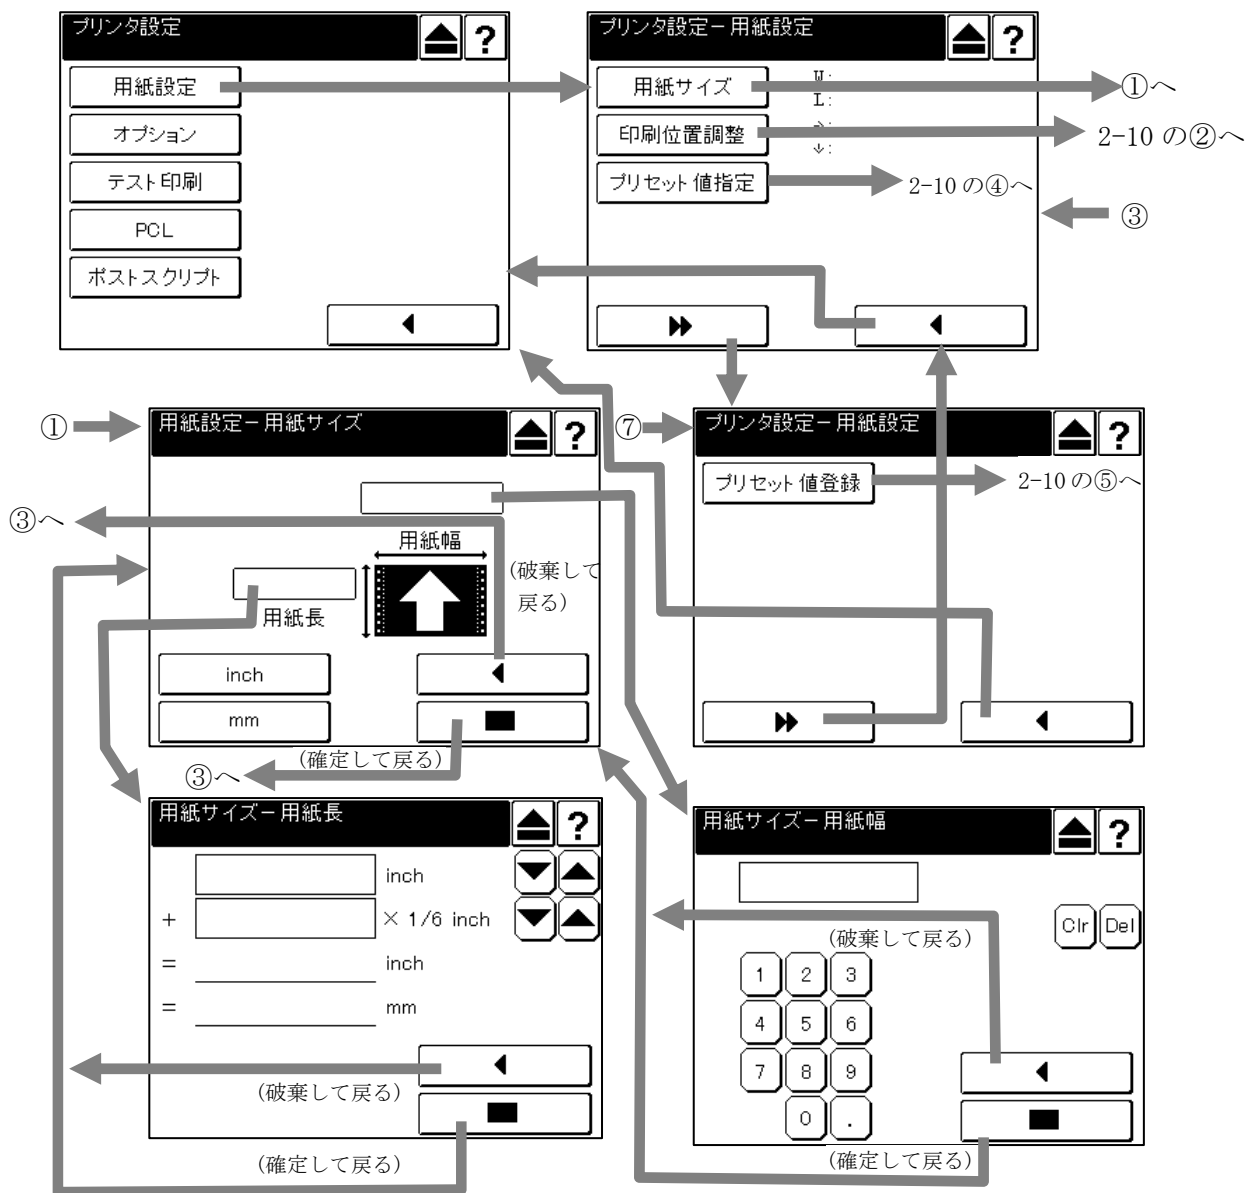 プリンタ設定
?
用紙設定
オプション
テスト印刷
PCL
ポストスクリプト
プリンタ設定－用紙設定
?
用紙サイズ
W:
L:
①へ
印刷位置調整
→:
↓:
2-10 の②へ
プリセット値指定
2-10 の④へ
③
①
用紙設定－用紙サイズ
?
③へ
用紙幅
(破棄して
戻る)
用紙長
inch
mm
(確定して戻る)
③へ
⑦
プリンタ設定－用紙設定
?
プリセット値登録
2-10 の⑤へ
用紙サイズ－用紙長
?
inch
+
× 1/6 inch
=
inch
=
mm
(破棄して戻る)
(確定して戻る)
用紙サイズ－用紙幅
?
Clr Del
(破棄して戻る)
1 2 3
4 5 6
7 8 9
0 .
(確定して戻る)